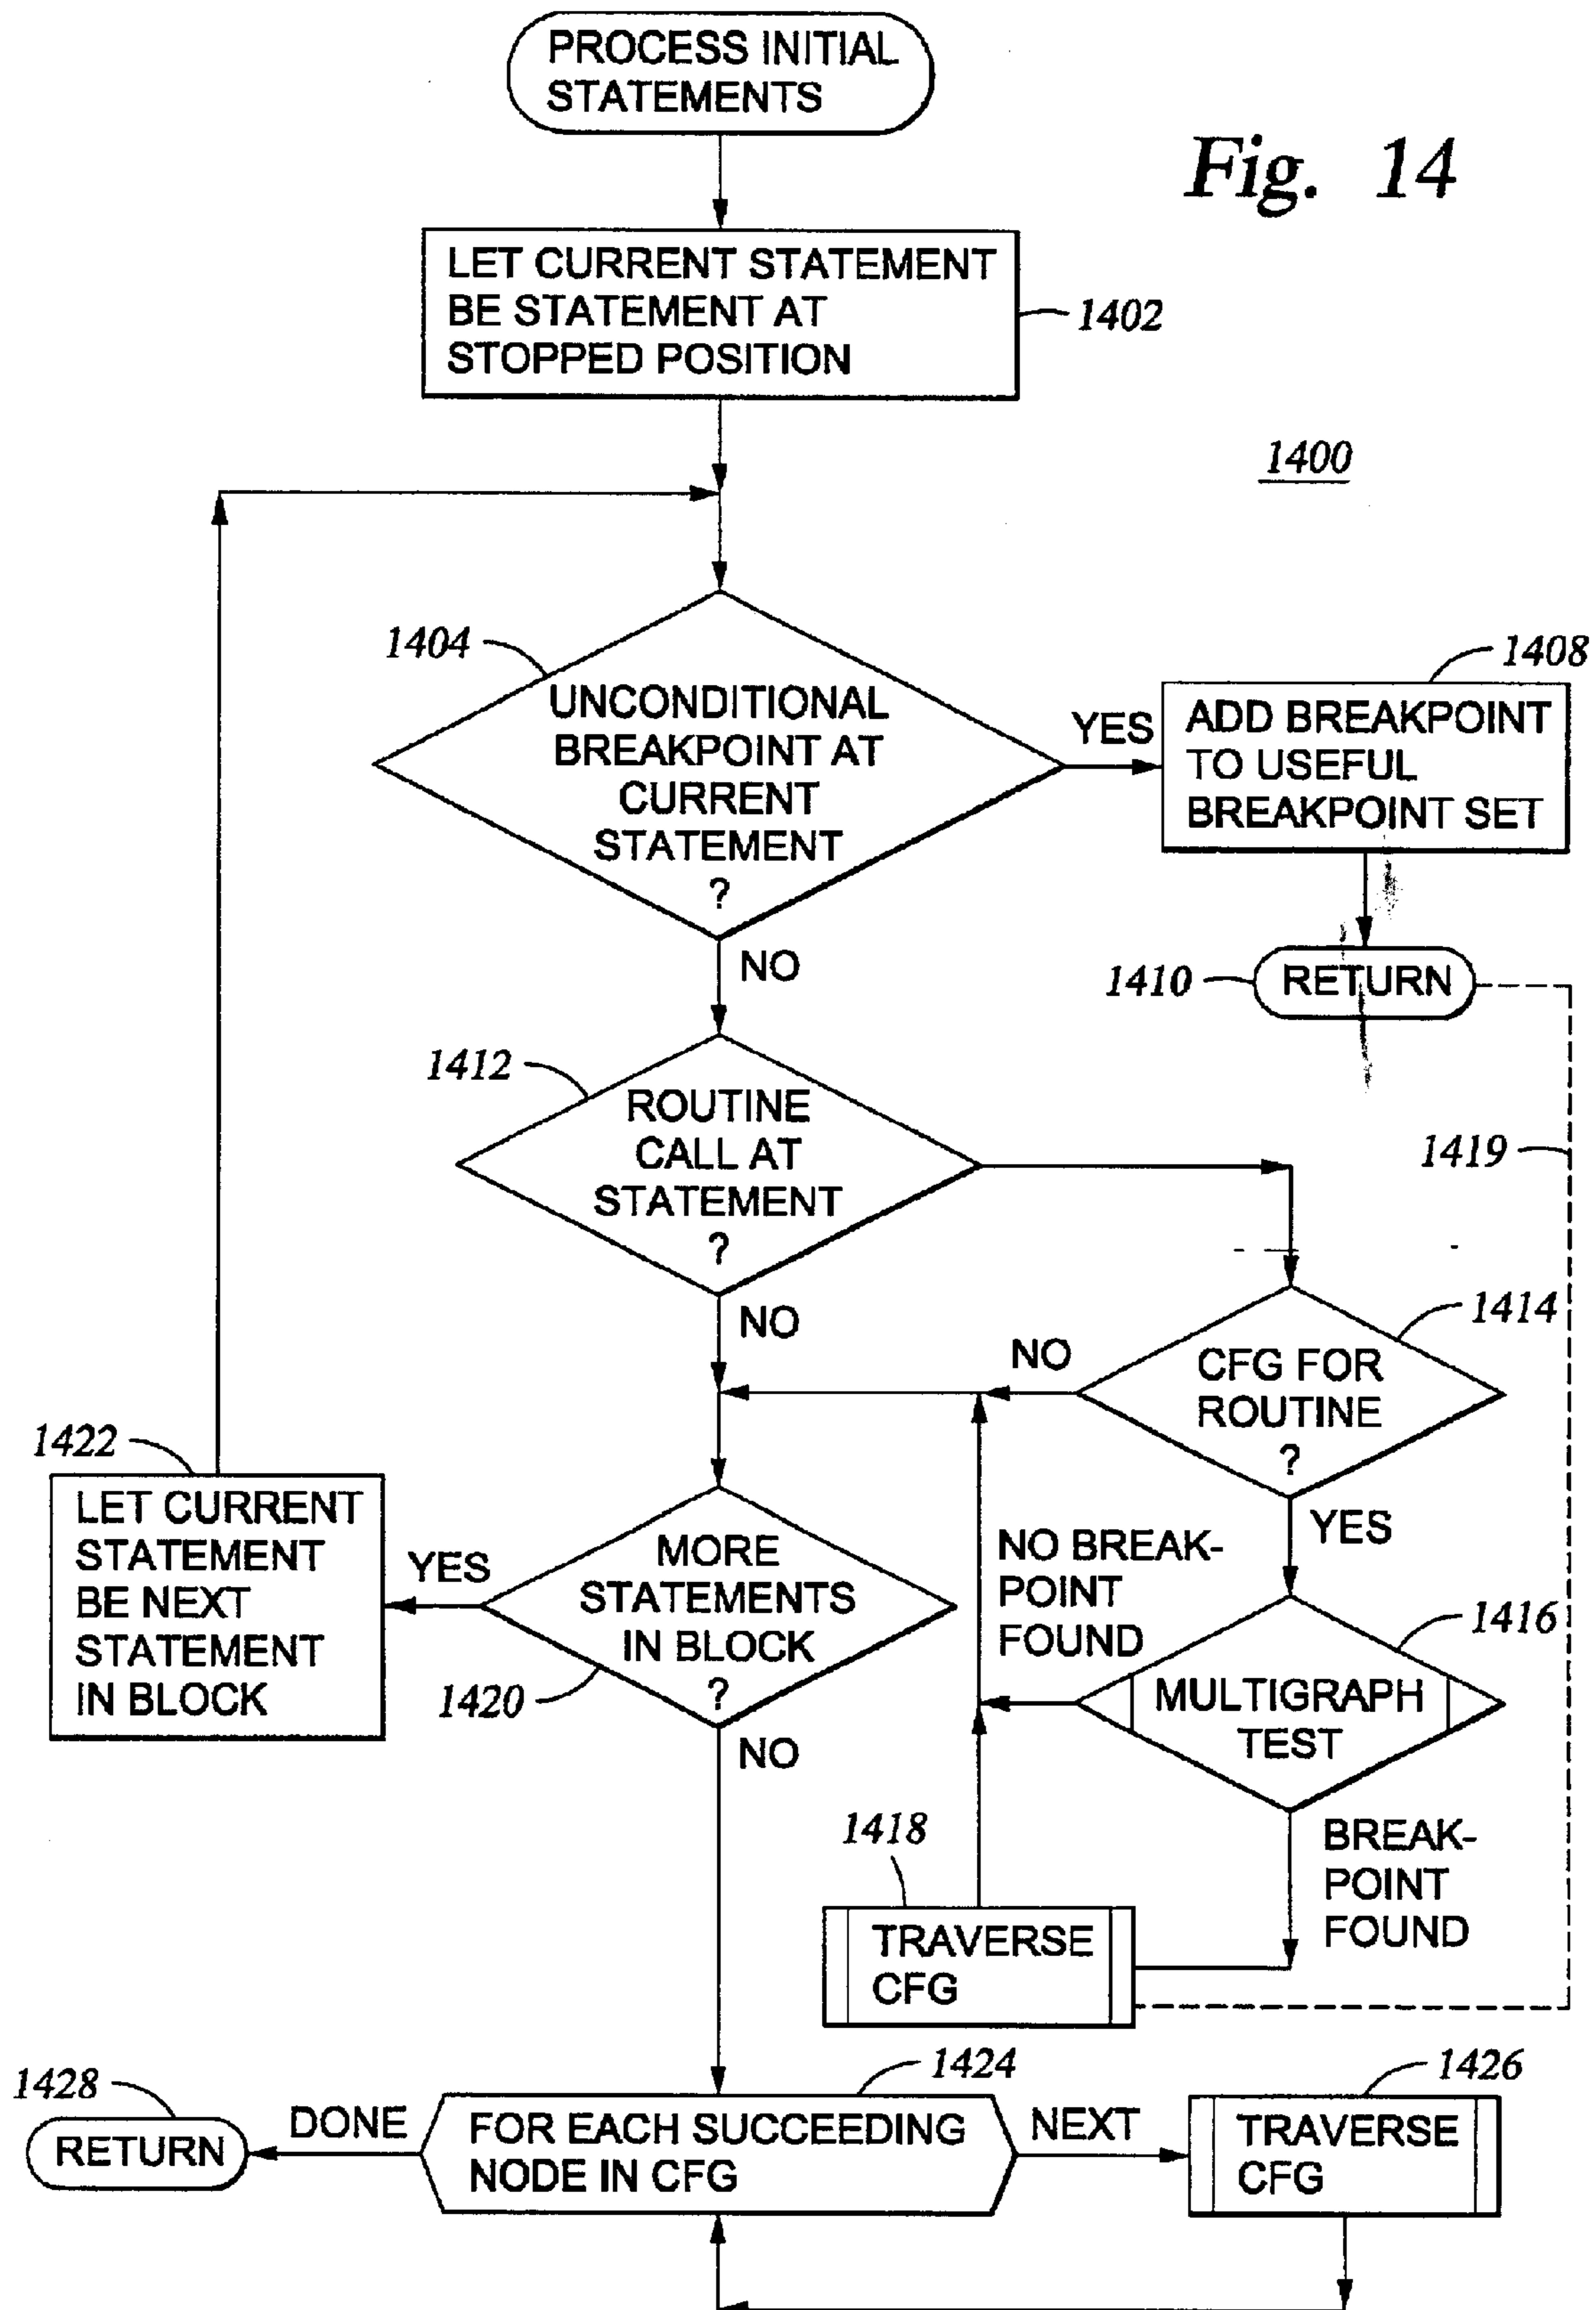 PROCESS INITIAL
STATEMENTS
Fig. 14
LET CURRENT STATEMENT
BE STATEMENT AT
STOPPED POSITION
1402
1400
1404
UNCONDITIONAL
BREAKPOINT AT
CURRENT
STATEMENT
?
YES
1408
ADD BREAKPOINT
TO USEFUL
BREAKPOINT SET
NO
1410
RETURN
1412
ROUTINE
CALL AT
STATEMENT
?
1419
NO
1414
CFG FOR
ROUTINE
?
NO
YES
1422
LET CURRENT
STATEMENT
BE NEXT
STATEMENT
IN BLOCK
YES
MORE
STATEMENTS
IN BLOCK
?
1420
NO
NO BREAK-
POINT
FOUND
1416
MULTIGRAPH
TEST
BREAK-
POINT
FOUND
1418
TRAVERSE
CFG
1428
RETURN
DONE
1424
FOR EACH SUCCEEDING
NODE IN CFG
NEXT
1426
TRAVERSE
CFG